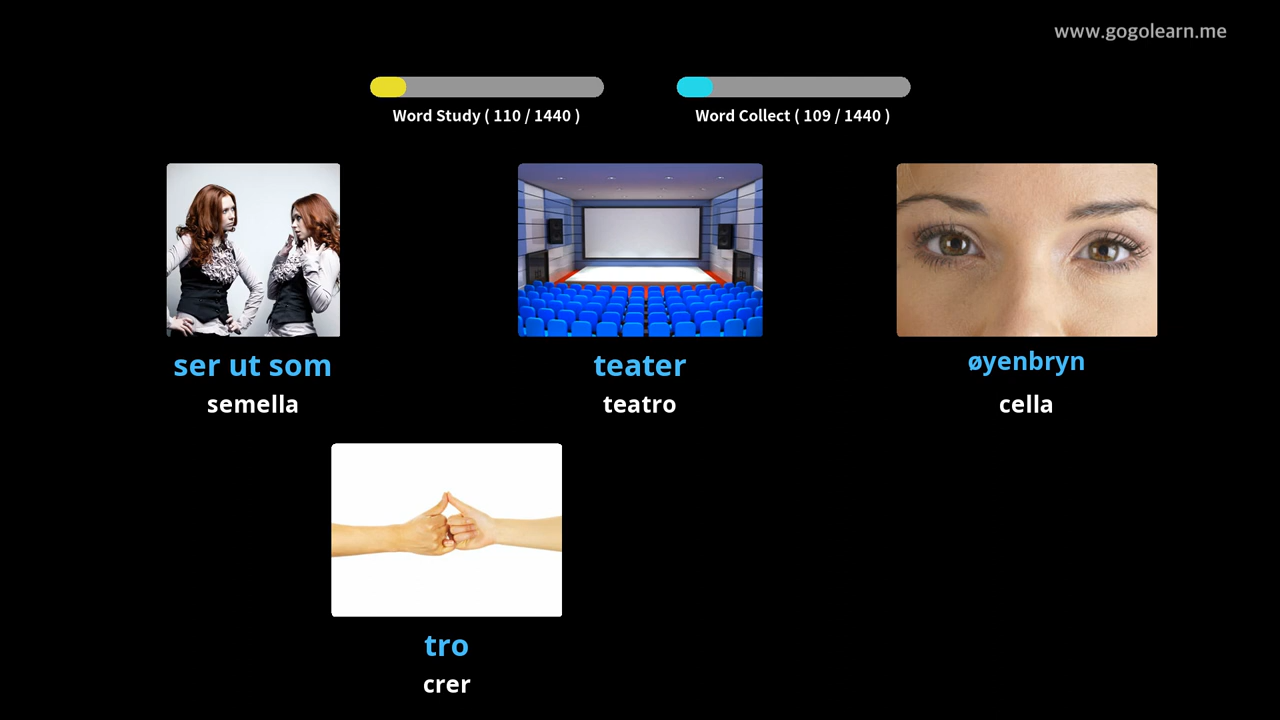 www.gogolearn.me
Word Study ( 110 / 1440 )
Word Collect ( 109 / 1440 )
ser ut som
semella
teater
teatro
øyenbryn
cella
tro
crer